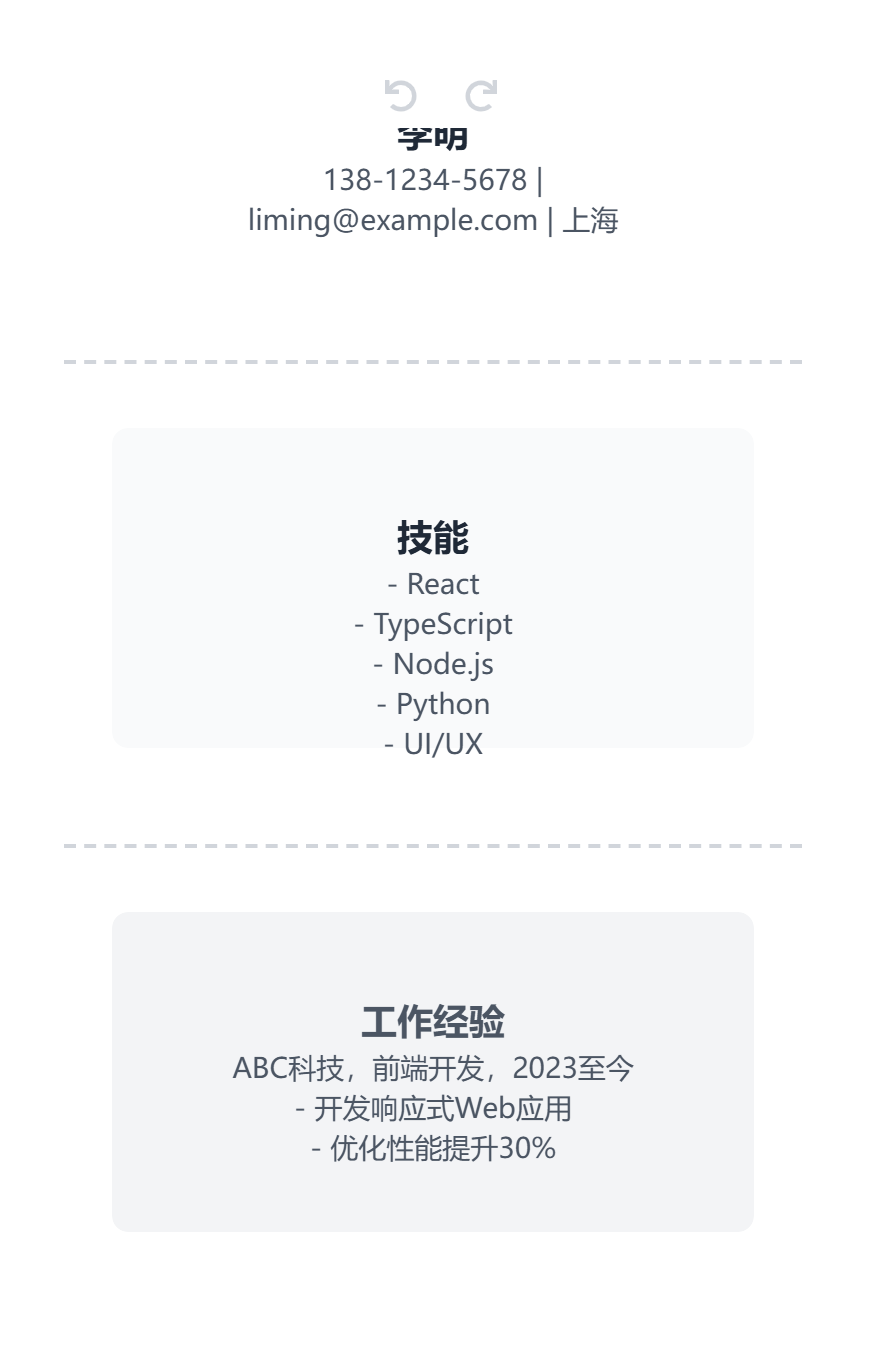 李明
138-1234-5678 |
liming@example.com | 上海
技能
- React
- TypeScript
- Node.js
- Python
- UI/UX
工作经验
ABC科技，前端开发，2023至今
- 开发响应式Web应用
- 优化性能提升30%